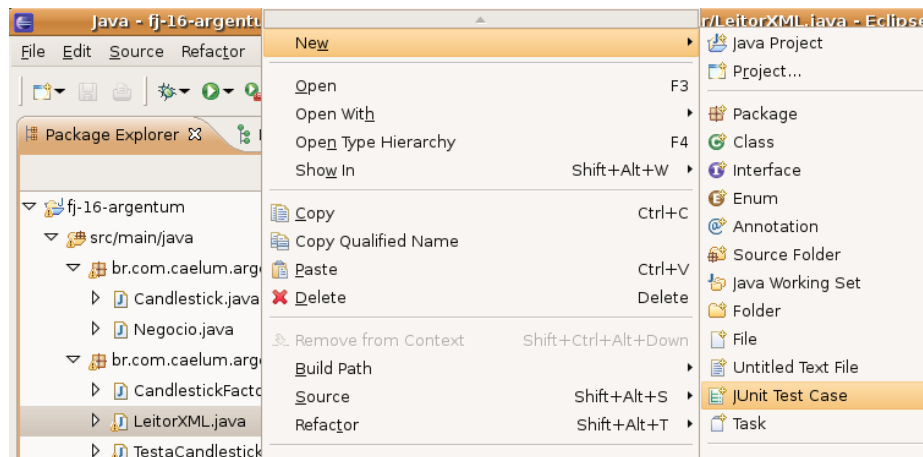 Java - fj-16-argentu
File Edit Source Refactor
Package Explorer
fj-16-argentum
src/main/java
br.com.caelum.arg
Candlestick.java
Negocio.java
br.com.caelum.arg
CandlestickFacto
LeitorXML.java
TestaCandlestick
New
Open F3
Open With
Open Type Hierarchy F4
Show In Shift+Alt+W
Copy Ctrl+C
Copy Qualified Name
Paste Ctrl+V
Delete Delete
Remove from Context Shift+Ctrl+Alt+Down
Build Path
Source Shift+Alt+S
Refactor Shift+Alt+T
r/LeitorXML.java - Eclipse
Java Project
Project...
Package
Class
Interface
Enum
Annotation
Source Folder
Java Working Set
Folder
File
Untitled Text File
JUnit Test Case
Task